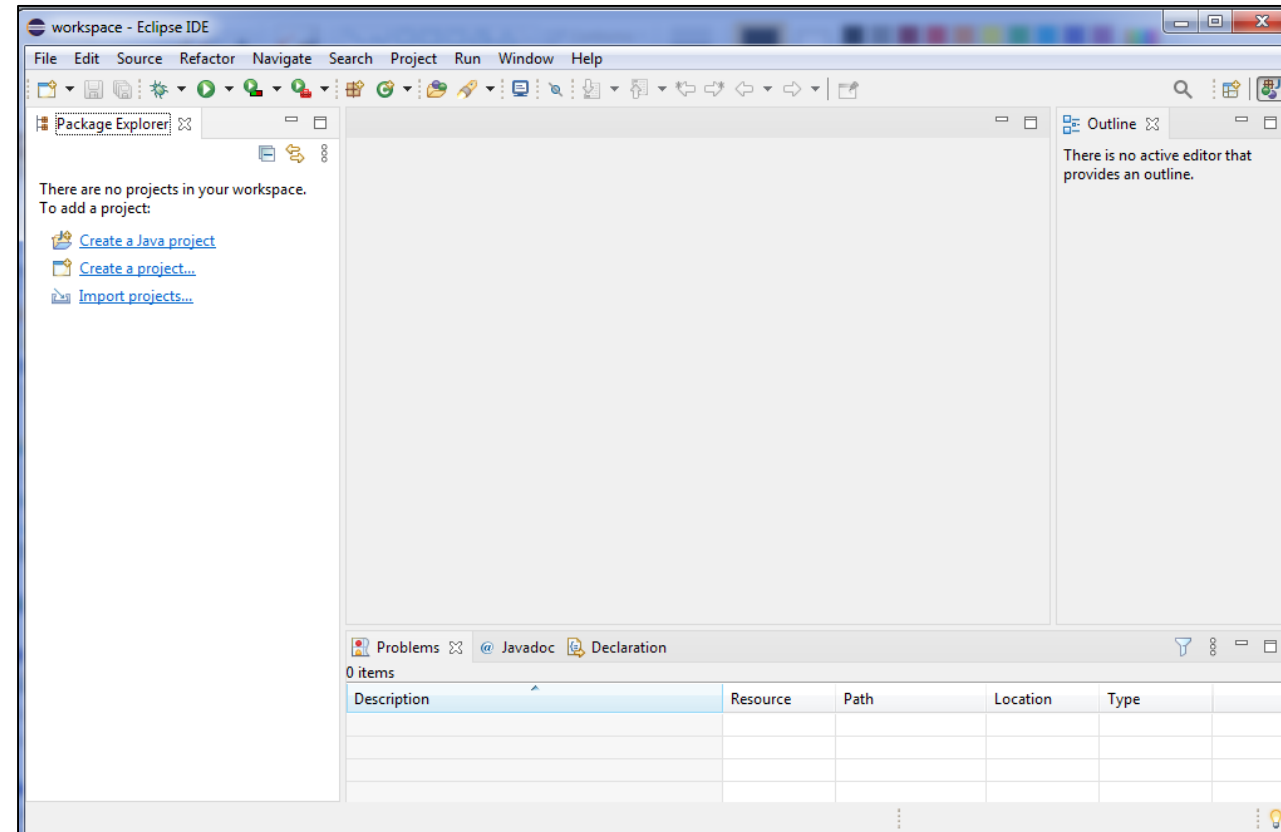 workspace - Eclipse IDE
File Edit Source Refactor Navigate Search Project Run Window Help
Package Explorer
There are no projects in your workspace.
To add a project:
Create a Java project
Create a project...
Import projects...
Outline
There is no active editor that
provides an outline.
Problems @ Javadoc Declaration
0 items
Description Resource Path Location Type